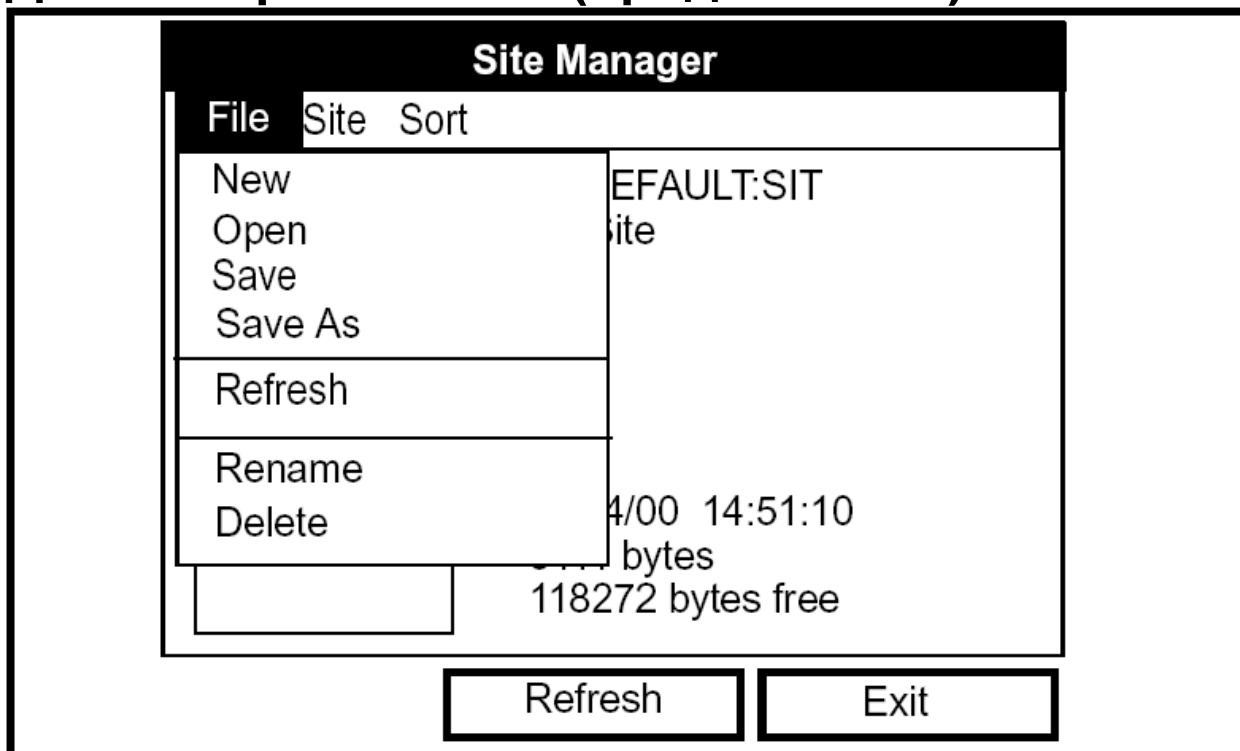 Site Manager
File Site Sort
New
Open
Save
Save As
Refresh
Rename
Delete
EFAULT:SIT
ite
4/00 14:51:10
bytes
118272 bytes free
Refresh
Exit